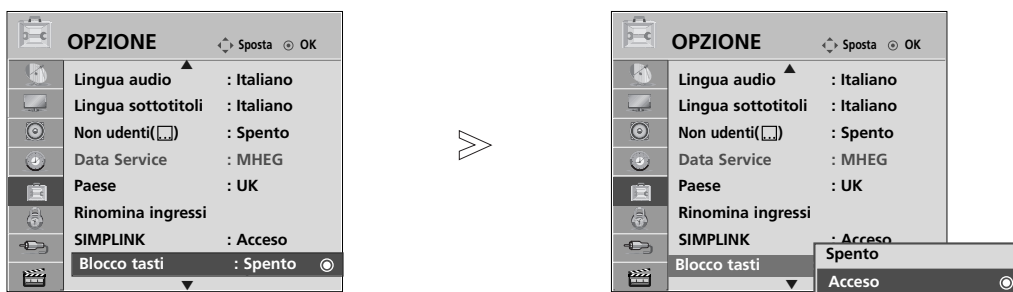 OPZIONE Sposta OK
Lingua audio : Italiano
Lingua sottotitoli : Italiano
Non udenti( ... ) : Spento
Data Service : MHEG
Paese : UK
Rinomina ingressi
SIMPLINK : Acceso
Blocco tasti : Spento
OPZIONE Sposta OK
Lingua audio : Italiano
Lingua sottotitoli : Italiano
Non udenti( ... ) : Spento
Data Service : MHEG
Paese : UK
Rinomina ingressi
SIMPLINK : Acceso
Blocco tasti
Spento
Acceso